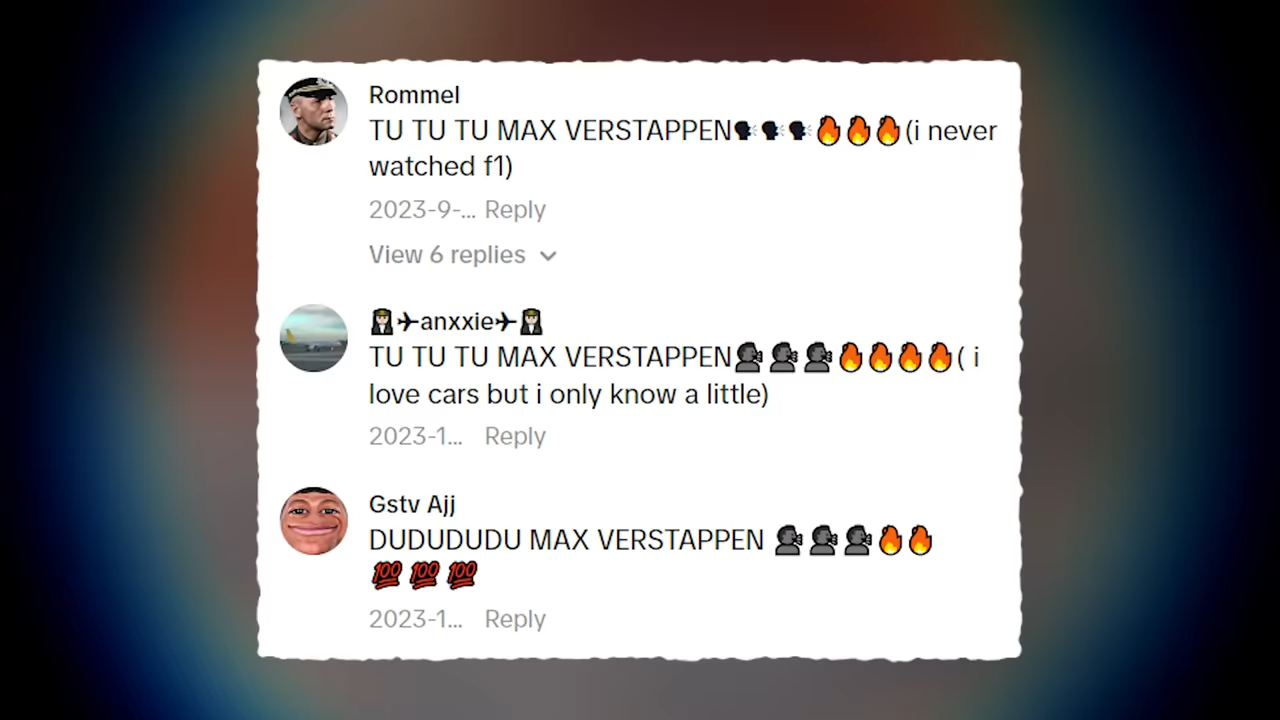 Rommel
TU TU TU MAX VERSTAPPEN🗣🗣🗣🔥🔥🔥(i never
watched f1)
2023-9-... Reply
View 6 replies
👩🏻‍✈️✈anxxie✈👩🏻‍✈️
TU TU TU MAX VERSTAPPEN🗣🗣🗣🔥🔥🔥🔥( i
love cars but i only know a little)
2023-1... Reply
Gstv Ajj
DUDUDUDU MAX VERSTAPPEN 🗣🗣🗣🔥🔥
💯💯💯
2023-1... Reply